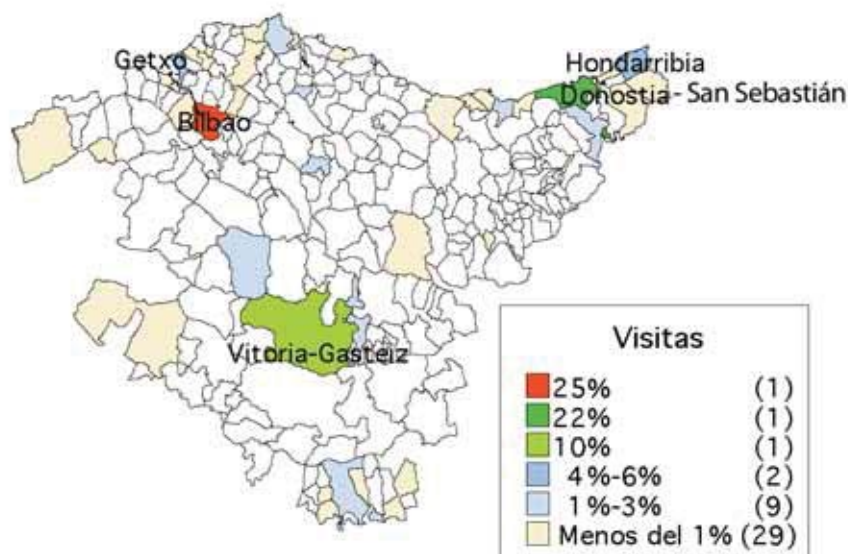 Getxo
Hondarribia
Donostia - San Sebastián
Bilbao
Vitoria-Gasteiz
Visitas
25% (1)
22% (1)
10% (1)
4%-6% (2)
1%-3% (9)
Menos del 1% (29)